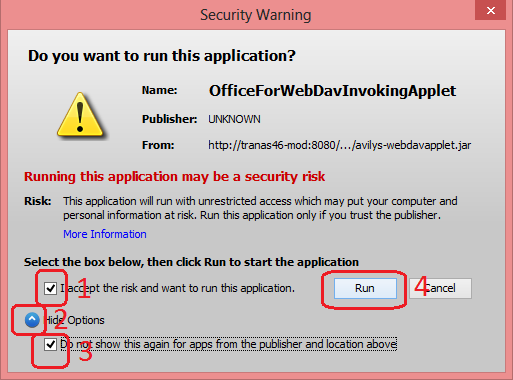 Security Warning
Do you want to run this application?
Name: OfficeForWebDavInvokingApplet
Publisher: UNKNOWN
From: http://tranas46-mod:8080/.../avilys-webdavapplet.jar
Running this application may be a security risk
Risk: This application will run with unrestricted access which may put your computer and
personal information at risk. Run this application only if you trust the publisher.
More Information
Select the box below, then click Run to start the application
1 I accept the risk and want to run this application. Run 4 Cancel
2 Hide Options
3 Do not show this again for apps from the publisher and location above